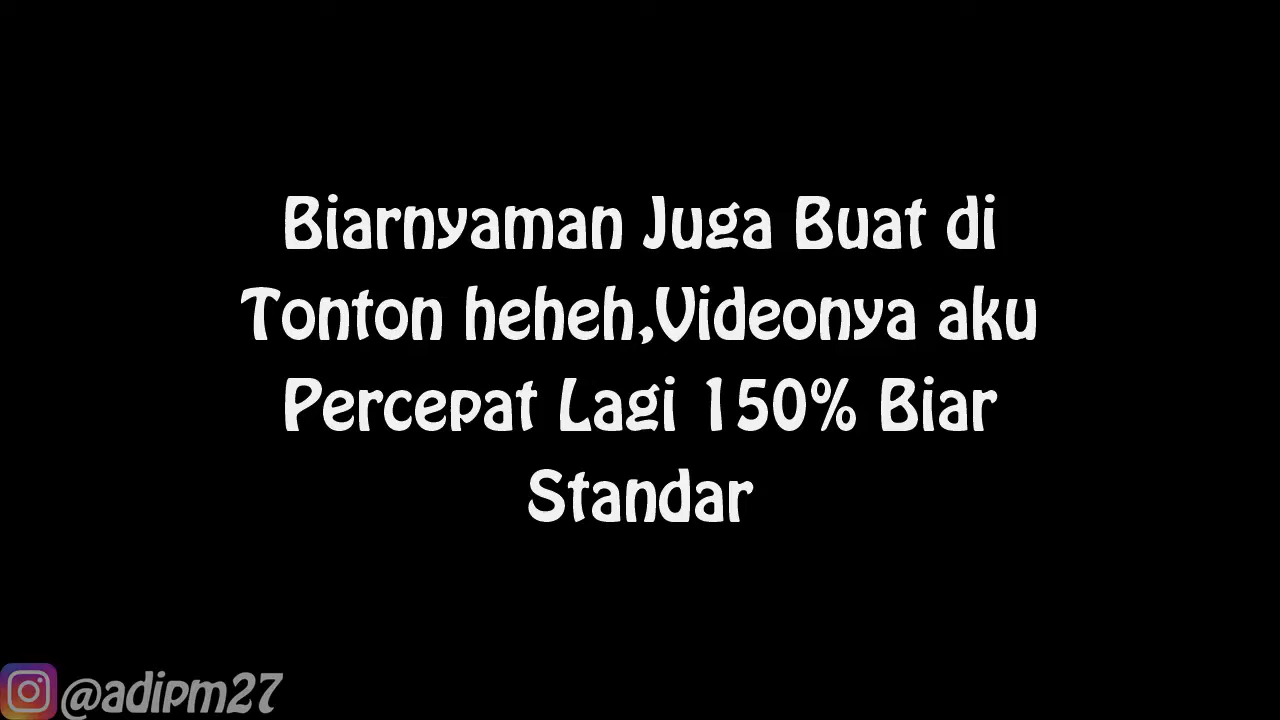 Biarnyaman Juga Buat di
Tonton heheh,Videonya aku
Percepat Lagi 150% Biar
Standar
@adipm27